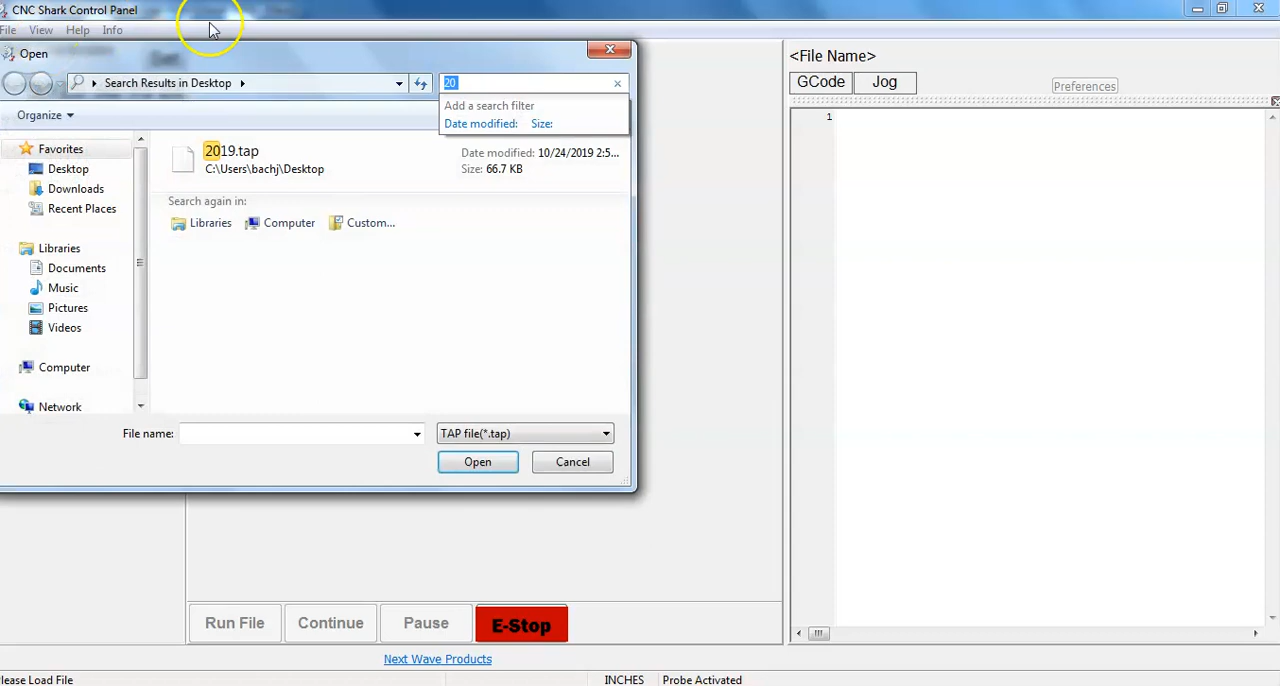 CNC Shark Control Panel
File View Help Info
Open
Search Results in Desktop
20
Add a search filter
Date modified: Size:
Organize
Favorites
Desktop
Downloads
Recent Places
Libraries
Documents
Music
Pictures
Videos
Computer
Network
2019.tap
C:\Users\bachj\Desktop
Date modified: 10/24/2019 2:5...
Size: 66.7 KB
Search again in:
Libraries Computer Custom...
File name:
TAP file(*.tap)
Open Cancel
<File Name>
GCode Jog Preferences
1
Run File Continue Pause E-Stop
Next Wave Products
Please Load File INCHES Probe Activated